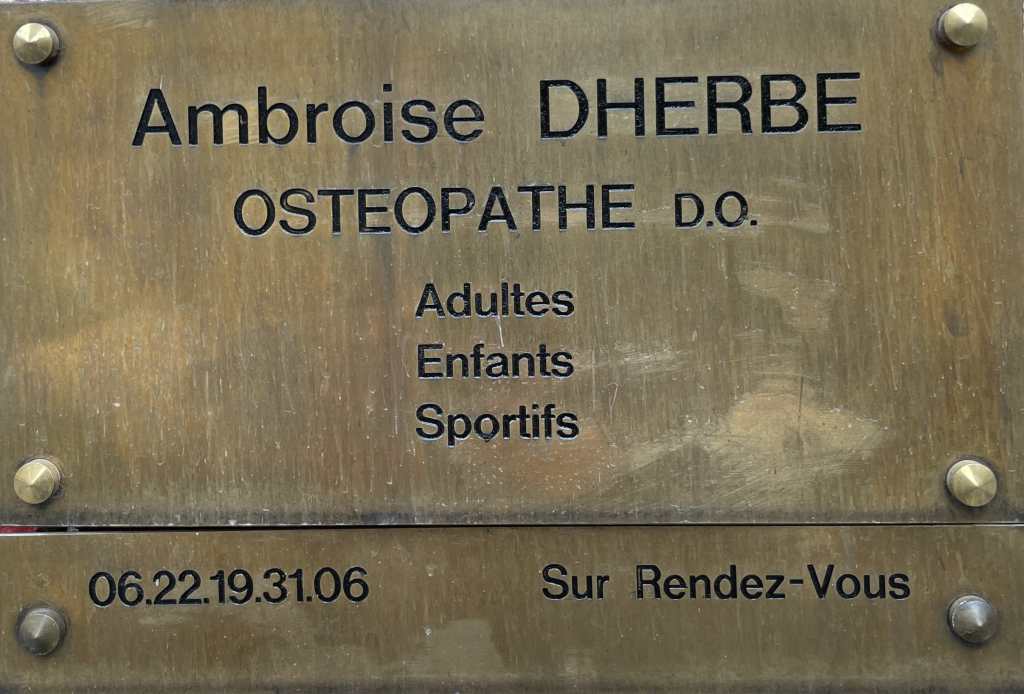 Ambroise DHERBE
OSTEOPATHE D.O.
Adultes
Enfants
Sportifs
06.22.19.31.06 Sur Rendez-Vous